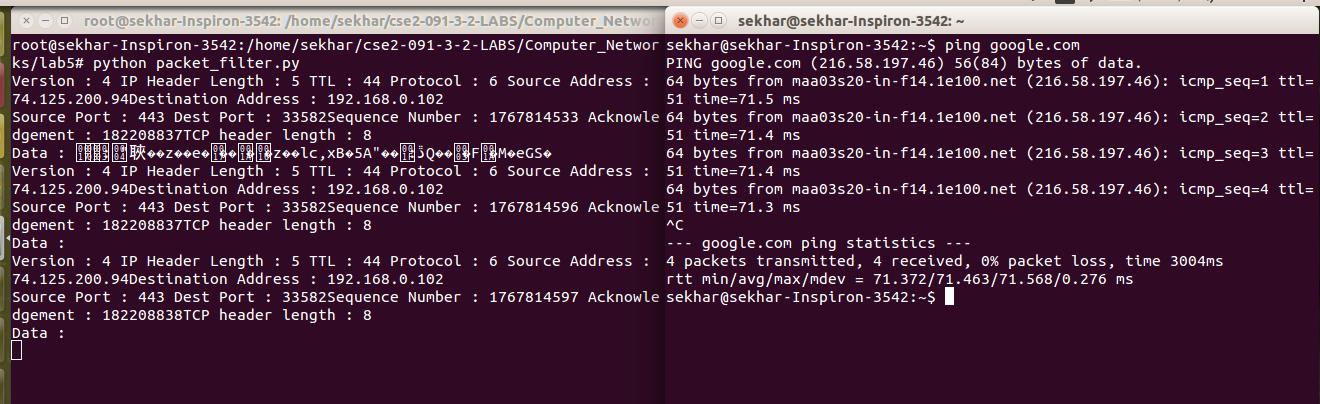 root@sekhar-Inspiron-3542: /home/sekhar/cse2-091-3-2-LABS/Computer_Networ
root@sekhar-Inspiron-3542:/home/sekhar/cse2-091-3-2-LABS/Computer_Networ
ks/lab5# python packet_filter.py
Version : 4 IP Header Length : 5 TTL : 44 Protocol : 6 Source Address :
74.125.200.94Destination Address : 192.168.0.102
Source Port : 443 Dest Port : 33582Sequence Number : 1767814533 Acknowle
dgement : 182208837TCP header length : 8
Data : z��e� z��lc,xB�5A"�� Q�� �F �M�eGS�
Version : 4 IP Header Length : 5 TTL : 44 Protocol : 6 Source Address :
74.125.200.94Destination Address : 192.168.0.102
Source Port : 443 Dest Port : 33582Sequence Number : 1767814596 Acknowle
dgement : 182208837TCP header length : 8
Data :
Version : 4 IP Header Length : 5 TTL : 44 Protocol : 6 Source Address :
74.125.200.94Destination Address : 192.168.0.102
Source Port : 443 Dest Port : 33582Sequence Number : 1767814597 Acknowle
dgement : 182208838TCP header length : 8
Data :
sekhar@sekhar-Inspiron-3542: ~
sekhar@sekhar-Inspiron-3542:~$ ping google.com
PING google.com (216.58.197.46) 56(84) bytes of data.
64 bytes from maa03s20-in-f14.1e100.net (216.58.197.46): icmp_seq=1 ttl=
51 time=71.5 ms
64 bytes from maa03s20-in-f14.1e100.net (216.58.197.46): icmp_seq=2 ttl=
51 time=71.4 ms
64 bytes from maa03s20-in-f14.1e100.net (216.58.197.46): icmp_seq=3 ttl=
51 time=71.4 ms
64 bytes from maa03s20-in-f14.1e100.net (216.58.197.46): icmp_seq=4 ttl=
51 time=71.3 ms
^C
--- google.com ping statistics ---
4 packets transmitted, 4 received, 0% packet loss, time 3004ms
rtt min/avg/max/mdev = 71.372/71.463/71.568/0.276 ms
sekhar@sekhar-Inspiron-3542:~$